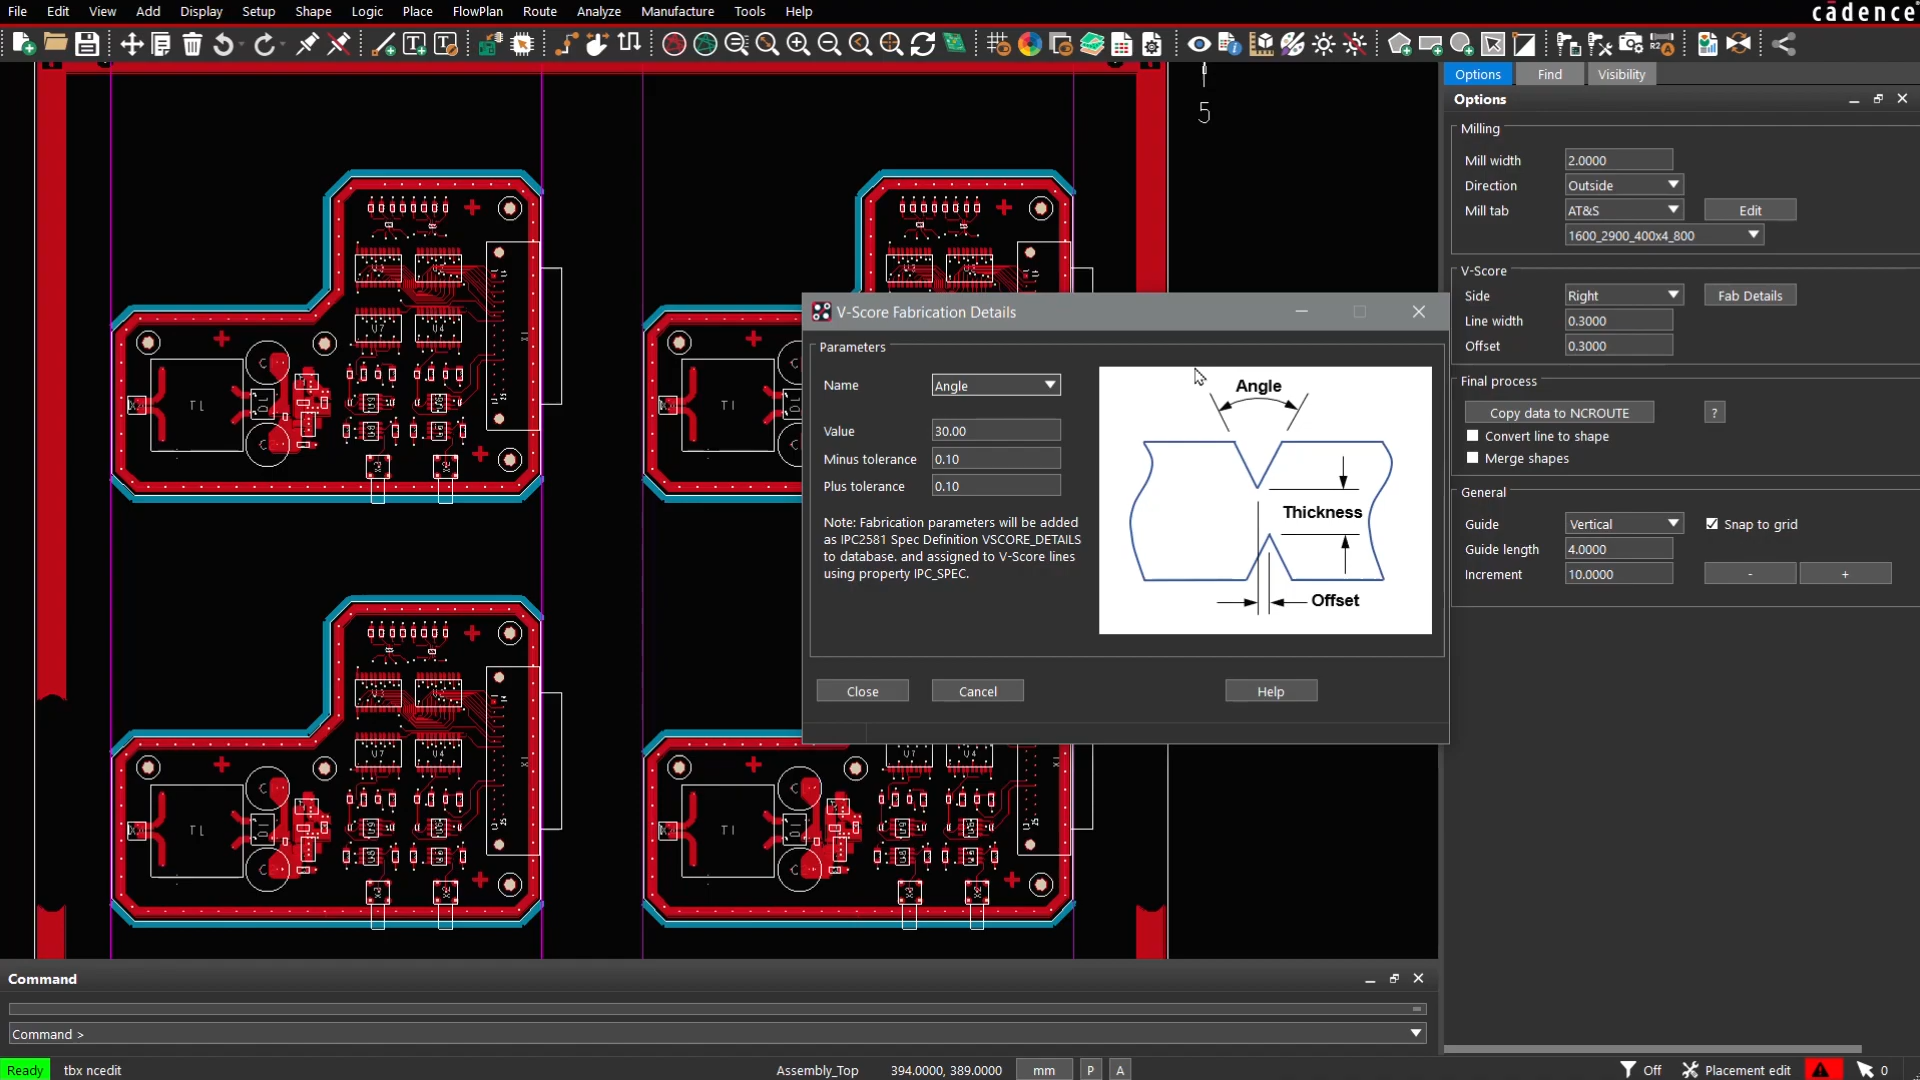 File Edit View Add Display Setup Shape Logic Place FlowPlan Route Analyze Manufacture Tools Help
cādence
5
Options Find Visibility
Options
Milling
Mill width 2.0000
Direction Outside
Mill tab AT&S Edit
1600_2900_400x4_800
V-Score
Side Right Fab Details
Line width 0.3000
Offset 0.3000
Final process
Copy data to NCROUTE ?
Convert line to shape
Merge shapes
General
Guide Vertical Snap to grid
Guide length 4.0000
Increment 10.0000 - +
V-Score Fabrication Details
Parameters
Name Angle
Value 30.00
Minus tolerance 0.10
Plus tolerance 0.10
Note: Fabrication parameters will be added
as IPC2581 Spec Definition VSCORE_DETAILS
to database. and assigned to V-Score lines
using property IPC_SPEC.
Angle
Thickness
Offset
Close Cancel Help
Command
Command >
Ready tbx ncedit Assembly_Top 394.0000, 389.0000 mm P A Off Placement edit 0